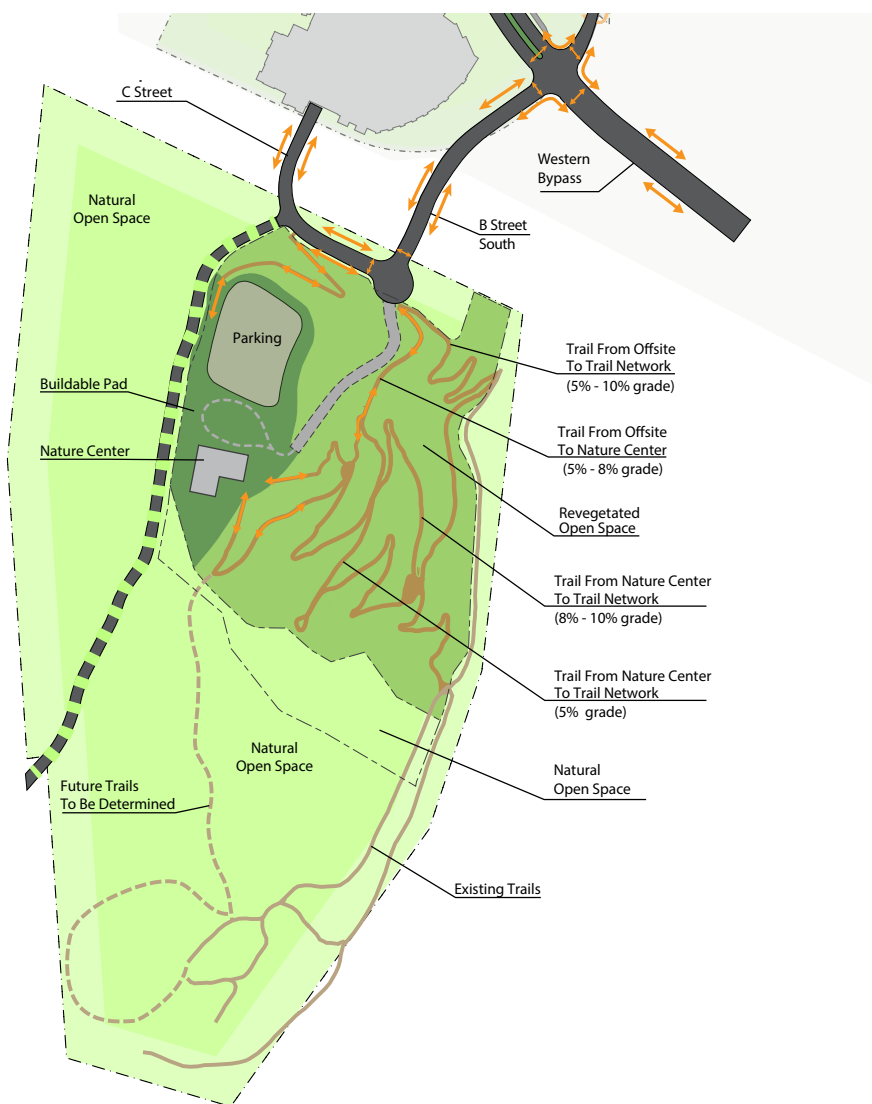 C Street
Western
Bypass
Natural
Open Space
B Street
South
Parking
Trail From Offsite
To Trail Network
(5% - 10% grade)
Buildable Pad
Trail From Offsite
To Nature Center
(5% - 8% grade)
Nature Center
Revegetated
Open Space
Trail From Nature Center
To Trail Network
(8% - 10% grade)
Trail From Nature Center
To Trail Network
(5%  grade)
Natural
Open Space
Natural
Open Space
Future Trails
To Be Determined
Existing Trails